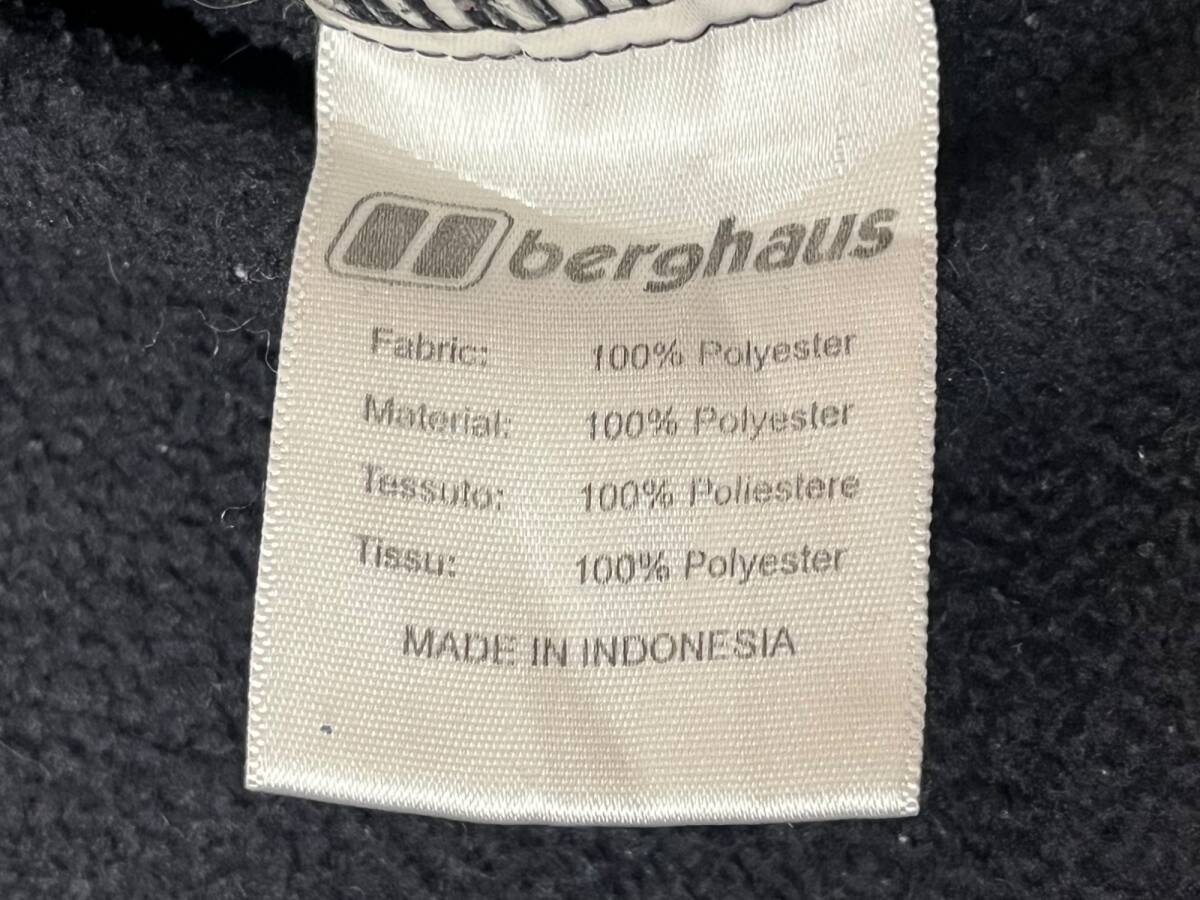 berghaus
Fabric: 100% Polyester
Material: 100% Polyester
Tessuto: 100% Poliestere
Tissu: 100% Polyester
MADE IN INDONESIA